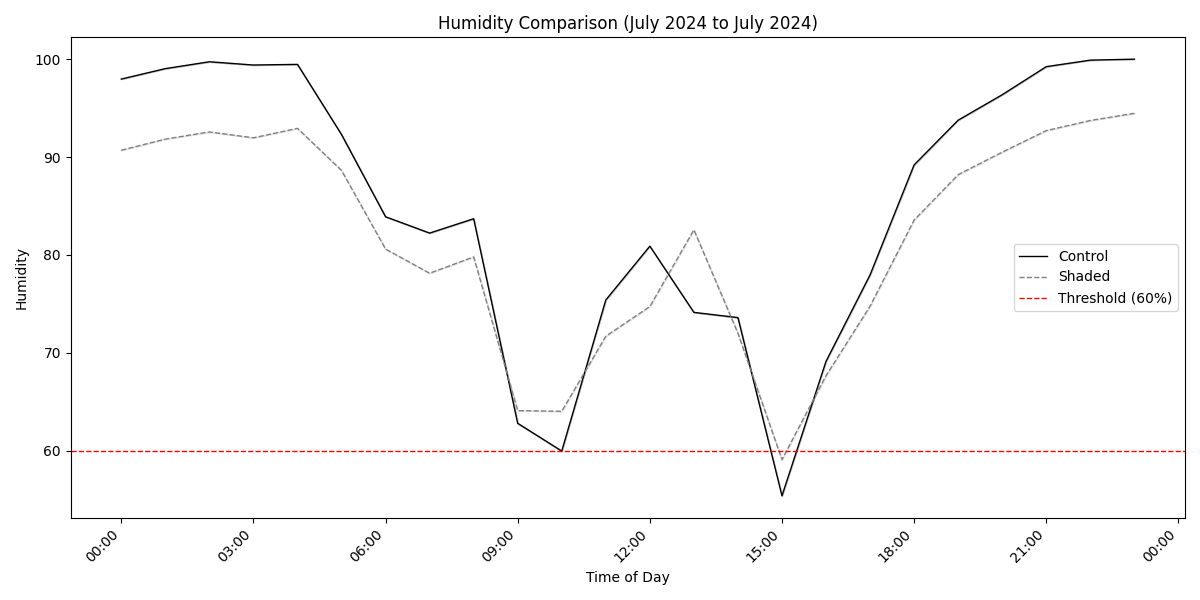 Humidity Comparison (July 2024 to July 2024)
100
90
80
70
60
Humidity
Control
Shaded
Threshold (60%)
00:00
03:00
06:00
09:00
12:00
15:00
18:00
21:00
00:00
Time of Day